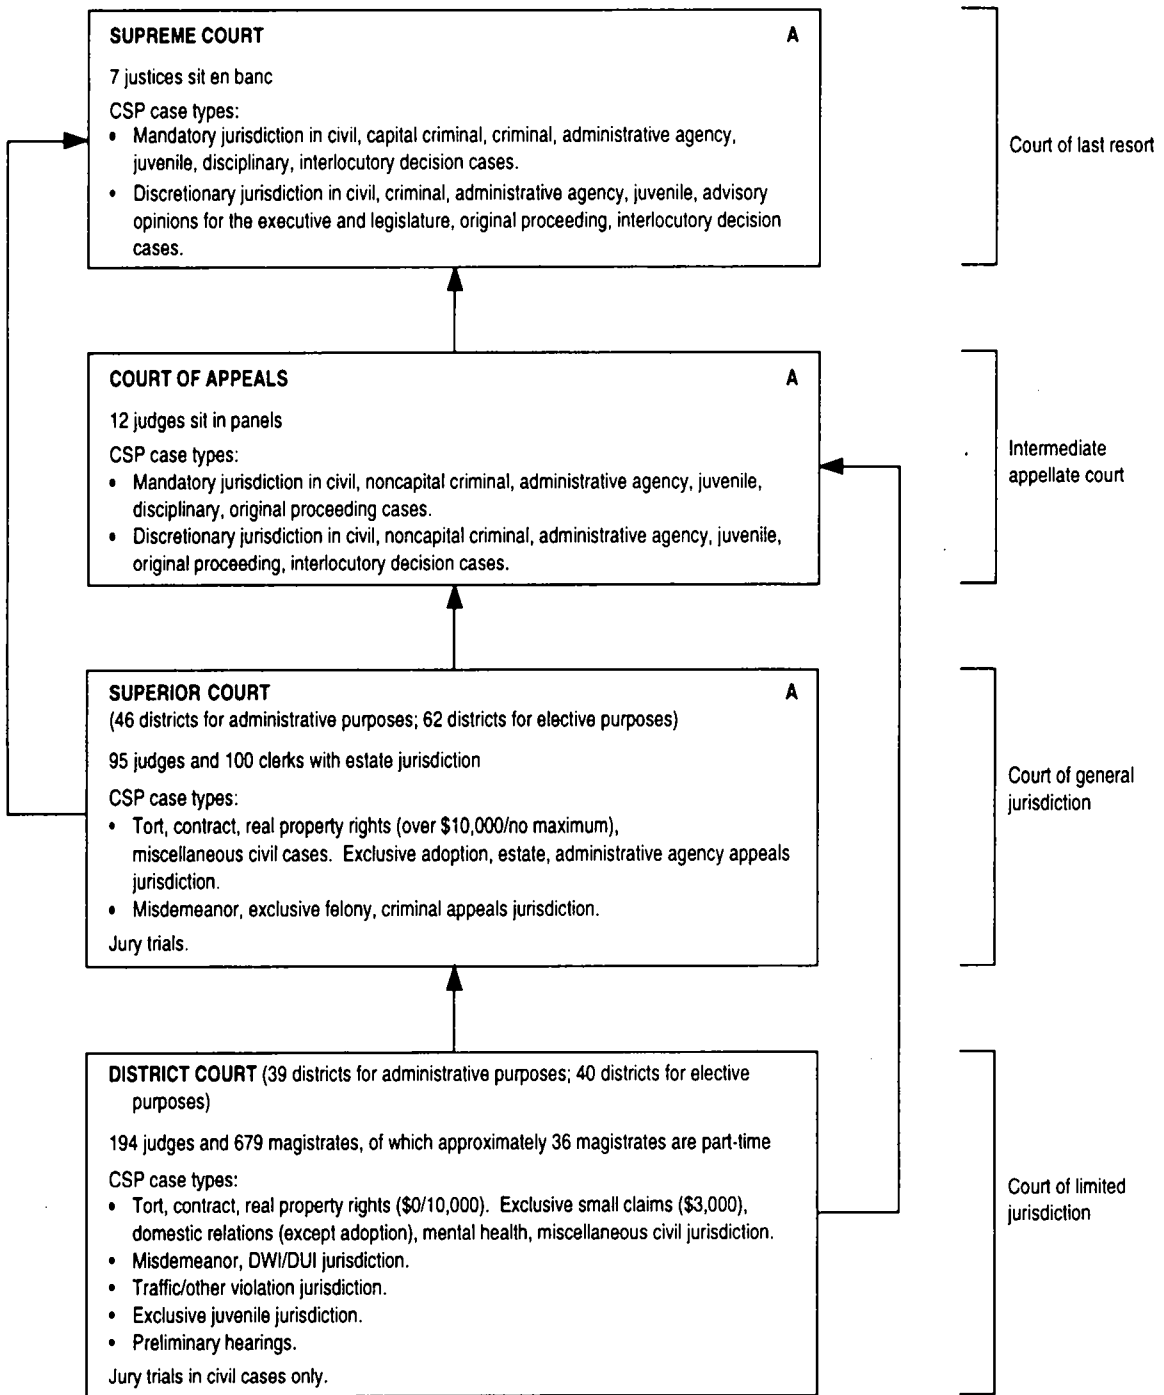 SUPREME COURT A
7 justices sit en banc
CSP case types:
• Mandatory jurisdiction in civil, capital criminal, criminal, administrative agency,
juvenile, disciplinary, interlocutory decision cases.
• Discretionary jurisdiction in civil, criminal, administrative agency, juvenile, advisory
opinions for the executive and legislature, original proceeding, interlocutory decision
cases.
Court of last resort
COURT OF APPEALS A
12 judges sit in panels
CSP case types:
• Mandatory jurisdiction in civil, noncapital criminal, administrative agency, juvenile,
disciplinary, original proceeding cases.
• Discretionary jurisdiction in civil, noncapital criminal, administrative agency, juvenile,
original proceeding, interlocutory decision cases.
Intermediate
appellate court
SUPERIOR COURT A
(46 districts for administrative purposes; 62 districts for elective purposes)
95 judges and 100 clerks with estate jurisdiction
CSP case types:
• Tort, contract, real property rights (over $10,000/no maximum),
miscellaneous civil cases. Exclusive adoption, estate, administrative agency appeals
jurisdiction.
• Misdemeanor, exclusive felony, criminal appeals jurisdiction.
Jury trials.
Court of general
jurisdiction
DISTRICT COURT (39 districts for administrative purposes; 40 districts for elective
purposes)
194 judges and 679 magistrates, of which approximately 36 magistrates are part-time
CSP case types:
• Tort, contract, real property rights ($0/10,000). Exclusive small claims ($3,000),
domestic relations (except adoption), mental health, miscellaneous civil jurisdiction.
• Misdemeanor, DWI/DUI jurisdiction.
• Traffic/other violation jurisdiction.
• Exclusive juvenile jurisdiction.
• Preliminary hearings.
Jury trials in civil cases only.
Court of limited
jurisdiction